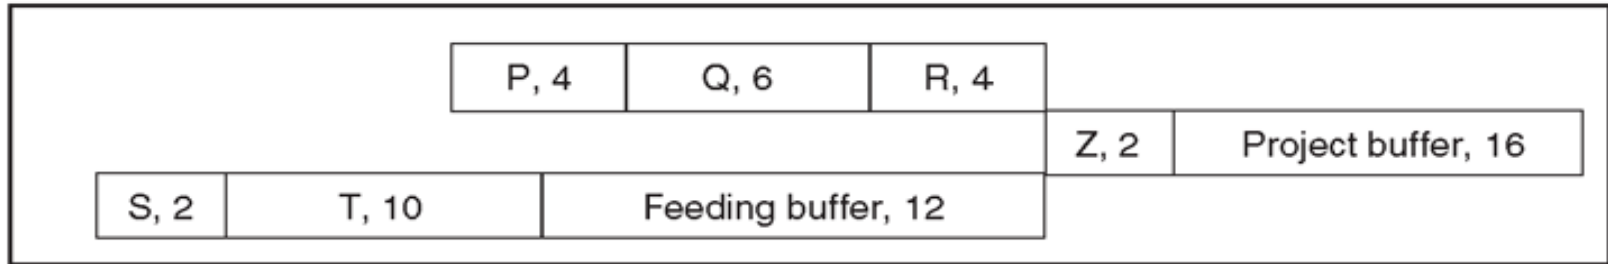 P, 4 Q, 6 R, 4
Z, 2 Project buffer, 16
S, 2 T, 10 Feeding buffer, 12